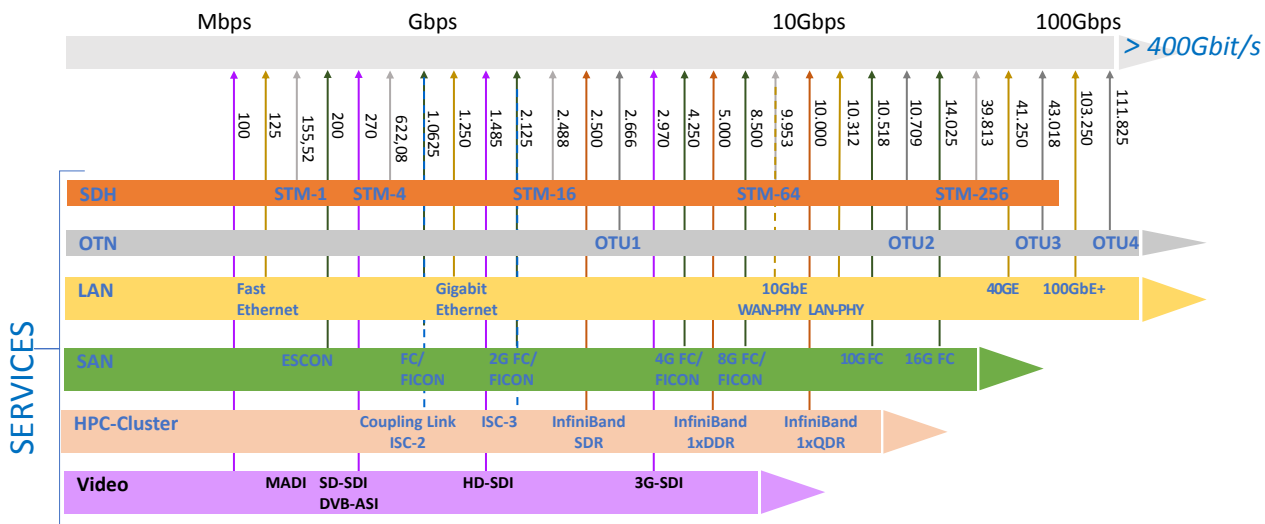 Mbps Gbps 10Gbps 100Gbps
> 400Gbit/s
100
125
155,52
200
270
622,08
1.0625
1.250
1.485
2.125
2.488
2.500
2.666
2.970
4.250
5.000
8.500
9.953
10.000
10.312
10.518
10.709
14.025
39.813
41.250
43.018
103.250
111.825
SERVICES
SDH STM-1 STM-4 STM-16 STM-64 STM-256
OTN OTU1 OTU2 OTU3 OTU4
LAN Fast Gigabit 10GbE 40GE 100GbE+
Ethernet Ethernet WAN-PHY LAN-PHY
SAN ESCON FC/ 2G FC/ 4G FC/ 8G FC/ 10G FC 16G FC
FICON FICON FICON FICON
HPC-Cluster Coupling Link ISC-3 InfiniBand InfiniBand InfiniBand
ISC-2 SDR 1xDDR 1xQDR
Video MADI SD-SDI HD-SDI 3G-SDI
DVB-ASI